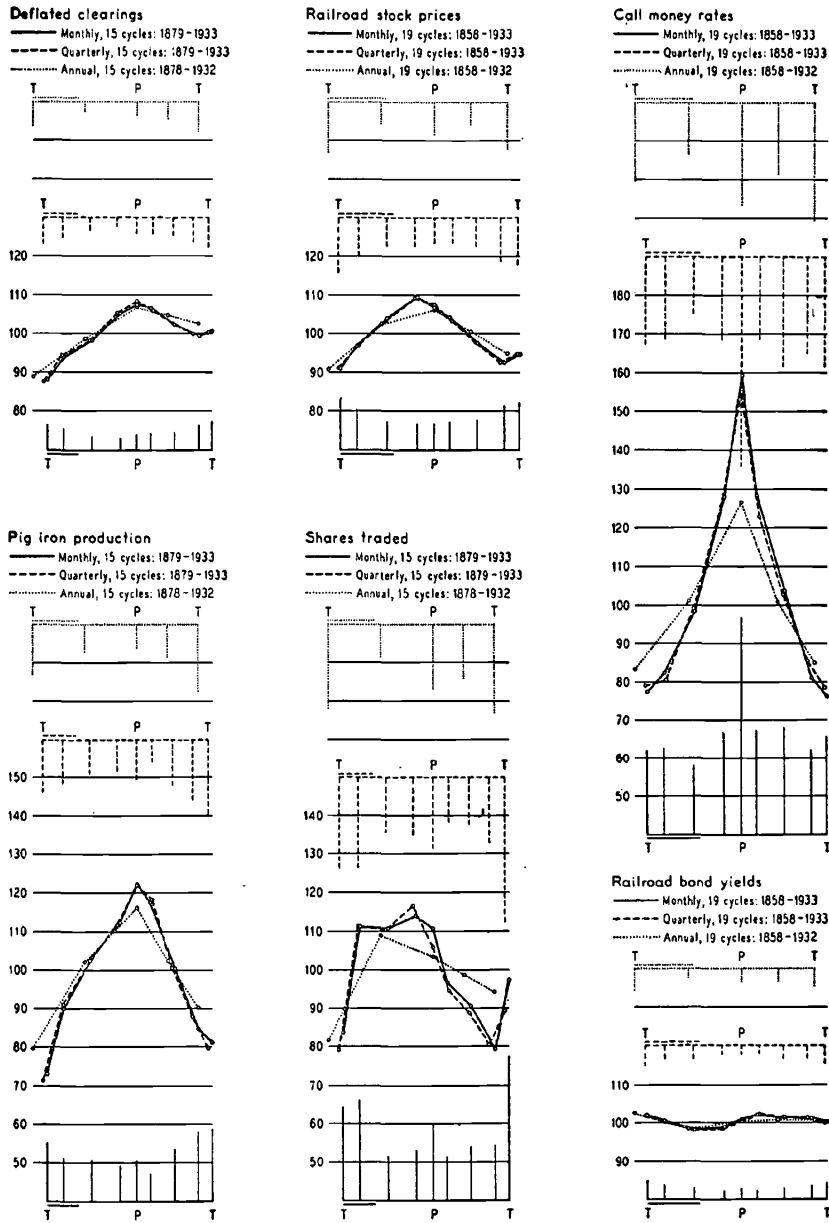 Deflated clearings
Monthly, 15 cycles: 1879-1933
Quarterly, 15 cycles: 1879-1933
Annual, 15 cycles: 1878-1932
T P T
T P T
120
110
100
90
80
T P T
Pig iron production
Monthly, 15 cycles: 1879-1933
Quarterly, 15 cycles: 1879-1933
Annual, 15 cycles: 1878-1932
T P T
T P T
150
140
130
120
110
100
90
80
70
60
50
T P T
Railroad stock prices
Monthly, 19 cycles: 1858-1933
Quarterly, 19 cycles: 1858-1933
Annual, 19 cycles: 1858-1932
T P T
T P T
120
110
100
90
80
T P T
Shares traded
Monthly, 15 cycles: 1879-1933
Quarterly, 15 cycles: 1879-1933
Annual, 15 cycles: 1878-1932
T P T
T P T
140
130
120
110
100
90
80
70
60
50
T P T
Call money rates
Monthly, 19 cycles: 1858-1933
Quarterly, 19 cycles: 1858-1933
Annual, 19 cycles: 1858-1932
T P T
T P T
180
170
160
150
140
130
120
110
100
90
80
70
60
50
T P T
Railroad bond yields
Monthly, 19 cycles: 1858-1933
Quarterly, 19 cycles: 1858-1933
Annual, 19 cycles: 1858-1932
T P T
T P T
110
100
90
T P T